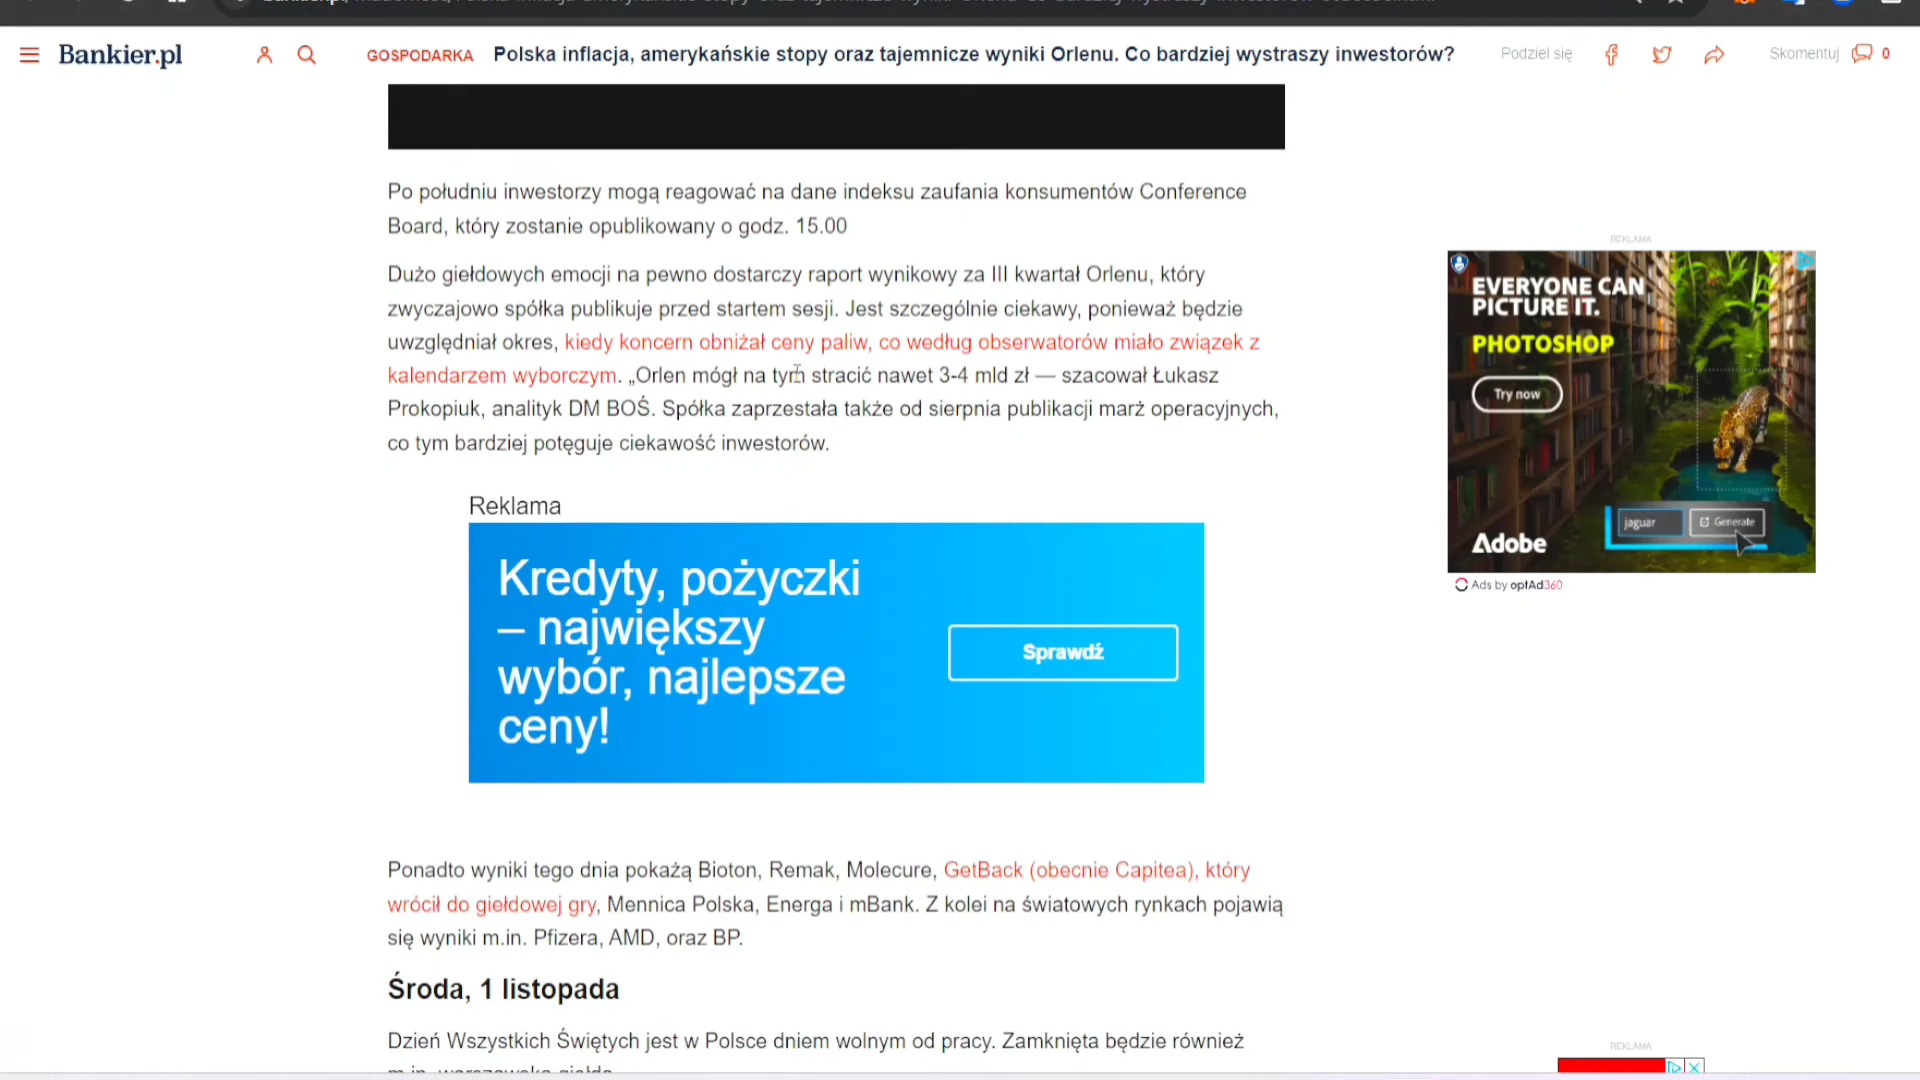 Bankier.pl
GOSPODARKA
Polska inflacja, amerykańskie stopy oraz tajemnicze wyniki Orlenu. Co bardziej wystraszy inwestorów?
Podziel się
Skomentuj
0
Po południu inwestorzy mogą reagować na dane indeksu zaufania konsumentów Conference
Board, który zostanie opublikowany o godz. 15.00
Dużo giełdowych emocji na pewno dostarczy raport wynikowy za III kwartał Orlenu, który
zwyczajowo spółka publikuje przed startem sesji. Jest szczególnie ciekawy, ponieważ będzie
uwzględniał okres, kiedy koncern obniżał ceny paliw, co według obserwatorów miało związek z
kalendarzem wyborczym. „Orlen mógł na tym stracić nawet 3-4 mld zł — szacował Łukasz
Prokopiuk, analityk DM BOŚ. Spółka zaprzestała także od sierpnia publikacji marż operacyjnych,
co tym bardziej potęguje ciekawość inwestorów.
Reklama
Kredyty, pożyczki
– największy
wybór, najlepsze
ceny!
Sprawdź
Ponadto wyniki tego dnia pokażą Bioton, Remak, Molecure, GetBack (obecnie Capitea), który
wrócił do giełdowej gry, Mennica Polska, Energa i mBank. Z kolei na światowych rynkach pojawią
się wyniki m.in. Pfizera, AMD, oraz BP.
Środa, 1 listopada
Dzień Wszystkich Świętych jest w Polsce dniem wolnym od pracy. Zamknięta będzie również
REKLAMA
EVERYONE CAN
PICTURE IT.
PHOTOSHOP
Try now
jaguar
Generate
Adobe
Ads by optAd360
REKLAMA